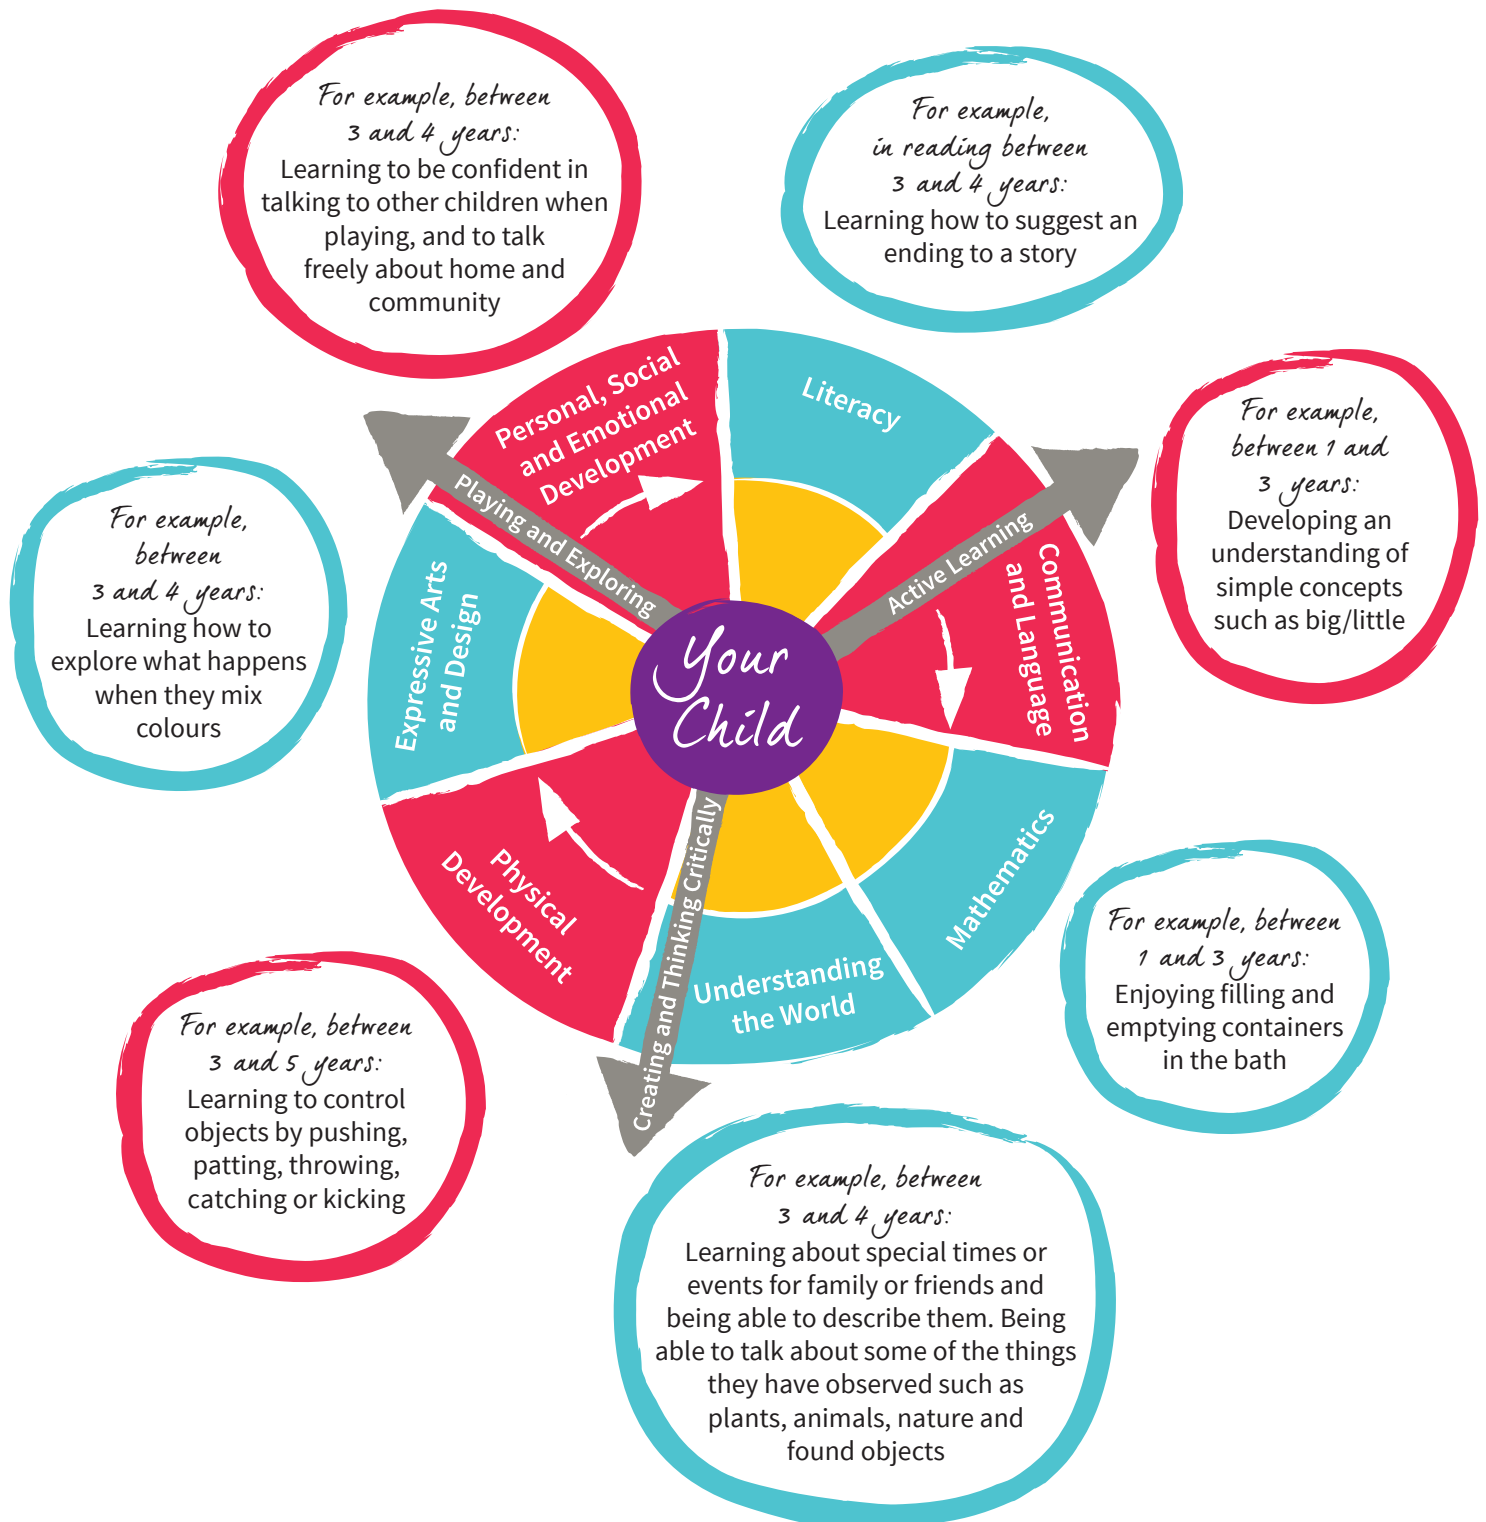 For example, between
3 and 4 years:
Learning to be confident in
talking to other children when
playing, and to talk
freely about home and
community
For example,
in reading between
3 and 4 years:
Learning how to suggest an
ending to a story
For example,
between 1 and
3 years:
Developing an
understanding of
simple concepts
such as big/little
For example, between
1 and 3 years:
Enjoying filling and
emptying containers
in the bath
For example, between
3 and 4 years:
Learning about special times or
events for family or friends and
being able to describe them. Being
able to talk about some of the things
they have observed such as
plants, animals, nature and
found objects
For example, between
3 and 5 years:
Learning to control
objects by pushing,
patting, throwing,
catching or kicking
For example,
between
3 and 4 years:
Learning how to
explore what happens
when they mix
colours
Personal, Social
and Emotional
Development
Literacy
Communication
and Language
Mathematics
Understanding
the World
Physical
Development
Expressive Arts
and Design
Playing and Exploring
Active Learning
Creating and Thinking Critically
Your
Child